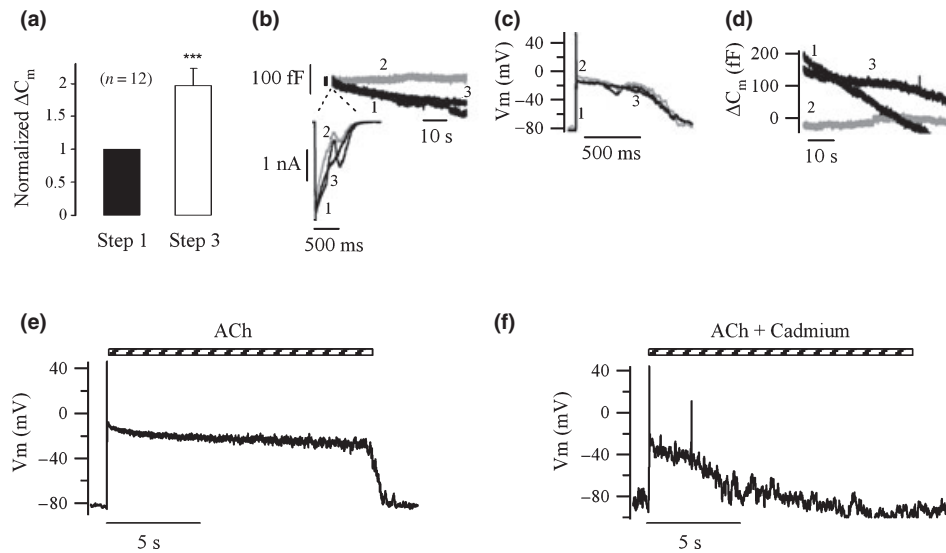 (a)
Normalized ΔCm
2
1.5
1
0.5
0
(n = 12)
***
Step 1
Step 3
(b)
100 fF
2
1
3
10 s
1 nA
2
3
1
500 ms
(c)
Vm (mV)
40
0
−40
−80
2
1
3
500 ms
(d)
ΔCm (fF)
200
100
0
1
3
2
10 s
(e)
ACh
Vm (mV)
40
0
−40
−80
5 s
(f)
ACh + Cadmium
Vm (mV)
40
0
−40
−80
5 s